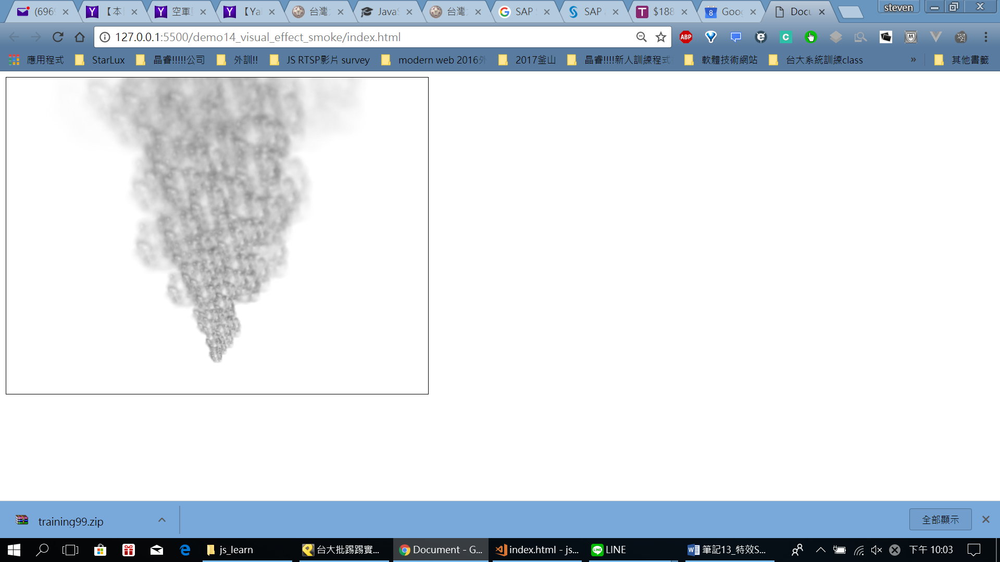 (696 【本 空軍 【Ya 台灣 JavaS 台灣 SAP SAP $188 Goog Docu steven
127.0.0.1:5500/demo14_visual_effect_smoke/index.html ABP
應用程式 StarLux 晶睿!!!!!公司 外訓!! JS RTSP影片 survey modern web 2016外 2017釜山 晶睿!!!!新人訓練程式 軟體技術網站 台大系統訓練class » 其他書籤
training99.zip 全部顯示
js_learn 台大批踢踢實... Document - G... index.html - js... LINE 筆記13_特效S... 下午 10:03